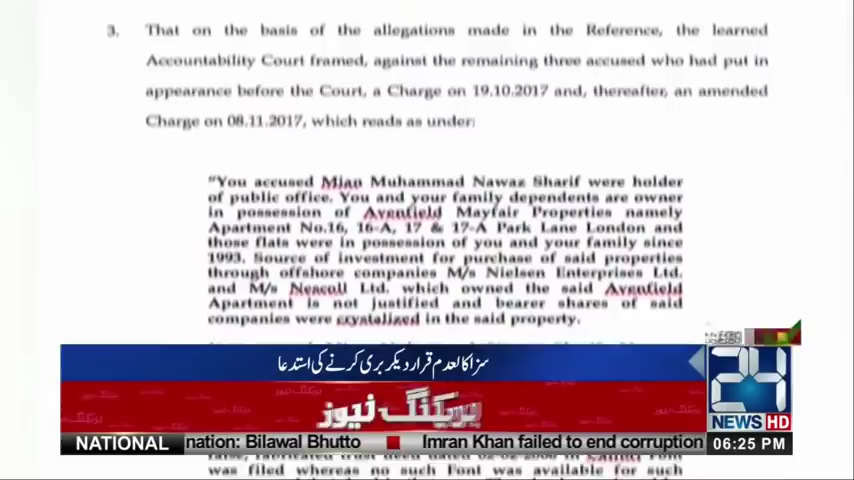 3. That on the basis of the allegations made in the Reference, the learned
Accountability Court framed, against the remaining three accused who had put in
appearance before the Court, a Charge on 19.10.2017 and, thereafter, an amended
Charge on 08.11.2017, which reads as under:
"You accused Mian Muhammad Nawaz Sharif were holder
of public office. You and your family dependents are owner
in possession of Avenfield Mayfair Properties namely
Apartment No.16, 16-A, 17 & 17-A Park Lane London and
those flats were in possession of you and your family since
1993. Source of investment for purchase of said properties
through offshore companies M/s Nielsen Enterprises Ltd.
and M/s Nescoll Ltd. which owned the said Avenfield
Apartment is not justified and bearer shares of said
companies were crystalized in the said property.
سزا کالعدم قرار دیکر بری کرنے کی استدعا
24
بریکنگ نیوز
NEWS HD
NATIONAL nation: Bilawal Bhutto Imran Khan failed to end corruption 06:25 PM
was filed whereas no such Font was available for such